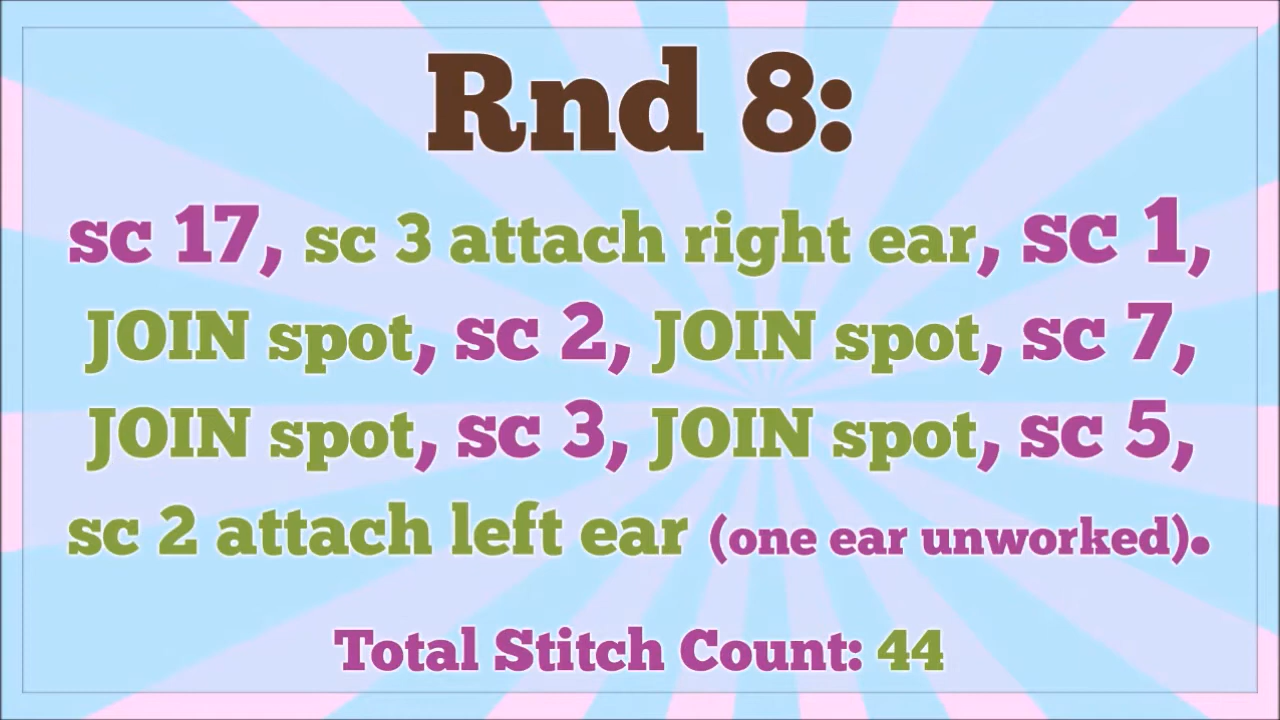 Rnd 8:
sc 17, sc 3 attach right ear, sc 1,
JOIN spot, sc 2, JOIN spot, sc 7,
JOIN spot, sc 3, JOIN spot, sc 5,
sc 2 attach left ear (one ear unworked).
Total Stitch Count: 44